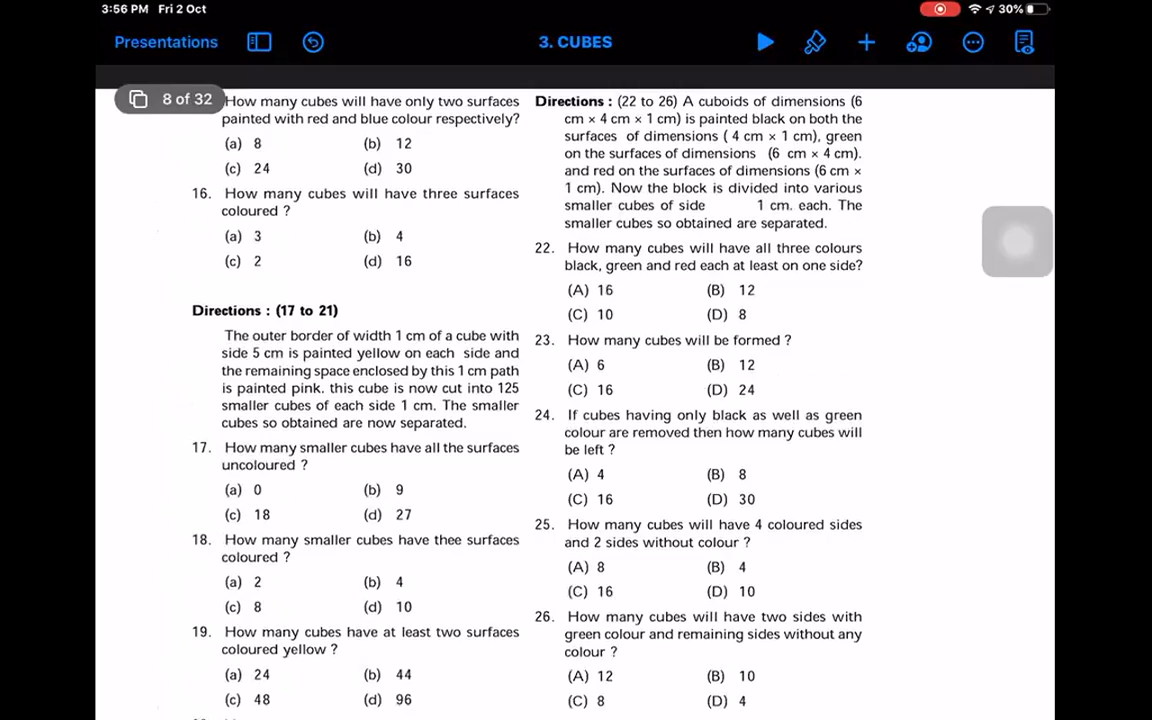 3:56 PM Fri 2 Oct
30%
Presentations
3. CUBES
8 of 32
How many cubes will have only two surfaces
painted with red and blue colour respectively?
(a) 8 (b) 12
(c) 24 (d) 30
16. How many cubes will have three surfaces
coloured ?
(a) 3 (b) 4
(c) 2 (d) 16
Directions : (17 to 21)
The outer border of width 1 cm of a cube with
side 5 cm is painted yellow on each side and
the remaining space enclosed by this 1 cm path
is painted pink. this cube is now cut into 125
smaller cubes of each side 1 cm. The smaller
cubes so obtained are now separated.
17. How many smaller cubes have all the surfaces
uncoloured ?
(a) 0 (b) 9
(c) 18 (d) 27
18. How many smaller cubes have thee surfaces
coloured ?
(a) 2 (b) 4
(c) 8 (d) 10
19. How many cubes have at least two surfaces
coloured yellow ?
(a) 24 (b) 44
(c) 48 (d) 96
Directions : (22 to 26) A cuboids of dimensions (6
cm × 4 cm × 1 cm) is painted black on both the
surfaces of dimensions ( 4 cm × 1 cm), green
on the surfaces of dimensions (6 cm × 4 cm).
and red on the surfaces of dimensions (6 cm ×
1 cm). Now the block is divided into various
smaller cubes of side 1 cm. each. The
smaller cubes so obtained are separated.
22. How many cubes will have all three colours
black, green and red each at least on one side?
(A) 16 (B) 12
(C) 10 (D) 8
23. How many cubes will be formed ?
(A) 6 (B) 12
(C) 16 (D) 24
24. If cubes having only black as well as green
colour are removed then how many cubes will
be left ?
(A) 4 (B) 8
(C) 16 (D) 30
25. How many cubes will have 4 coloured sides
and 2 sides without colour ?
(A) 8 (B) 4
(C) 16 (D) 10
26. How many cubes will have two sides with
green colour and remaining sides without any
colour ?
(A) 12 (B) 10
(C) 8 (D) 4